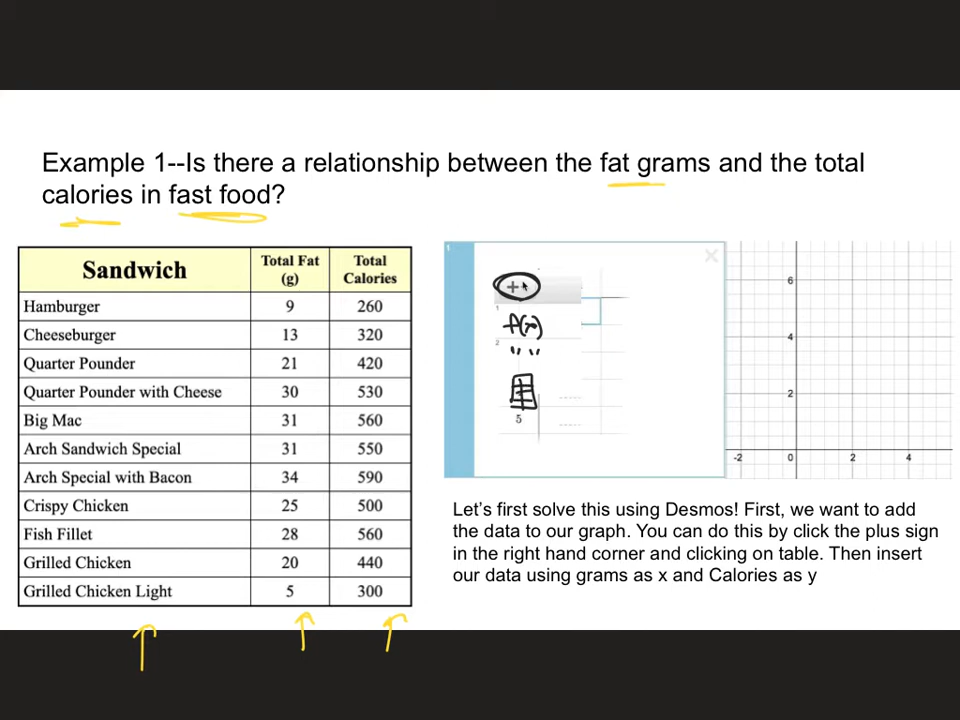 Example 1--Is there a relationship between the fat grams and the total
calories in fast food?
Sandwich Total Fat (g) Total Calories
Hamburger 9 260
Cheeseburger 13 320
Quarter Pounder 21 420
Quarter Pounder with Cheese 30 530
Big Mac 31 560
Arch Sandwich Special 31 550
Arch Special with Bacon 34 590
Crispy Chicken 25 500
Fish Fillet 28 560
Grilled Chicken 20 440
Grilled Chicken Light 5 300
1
+
1
f(x)
2
" "
5
6
4
2
-2 0 2 4
Let's first solve this using Desmos! First, we want to add
the data to our graph. You can do this by click the plus sign
in the right hand corner and clicking on table. Then insert
our data using grams as x and Calories as y